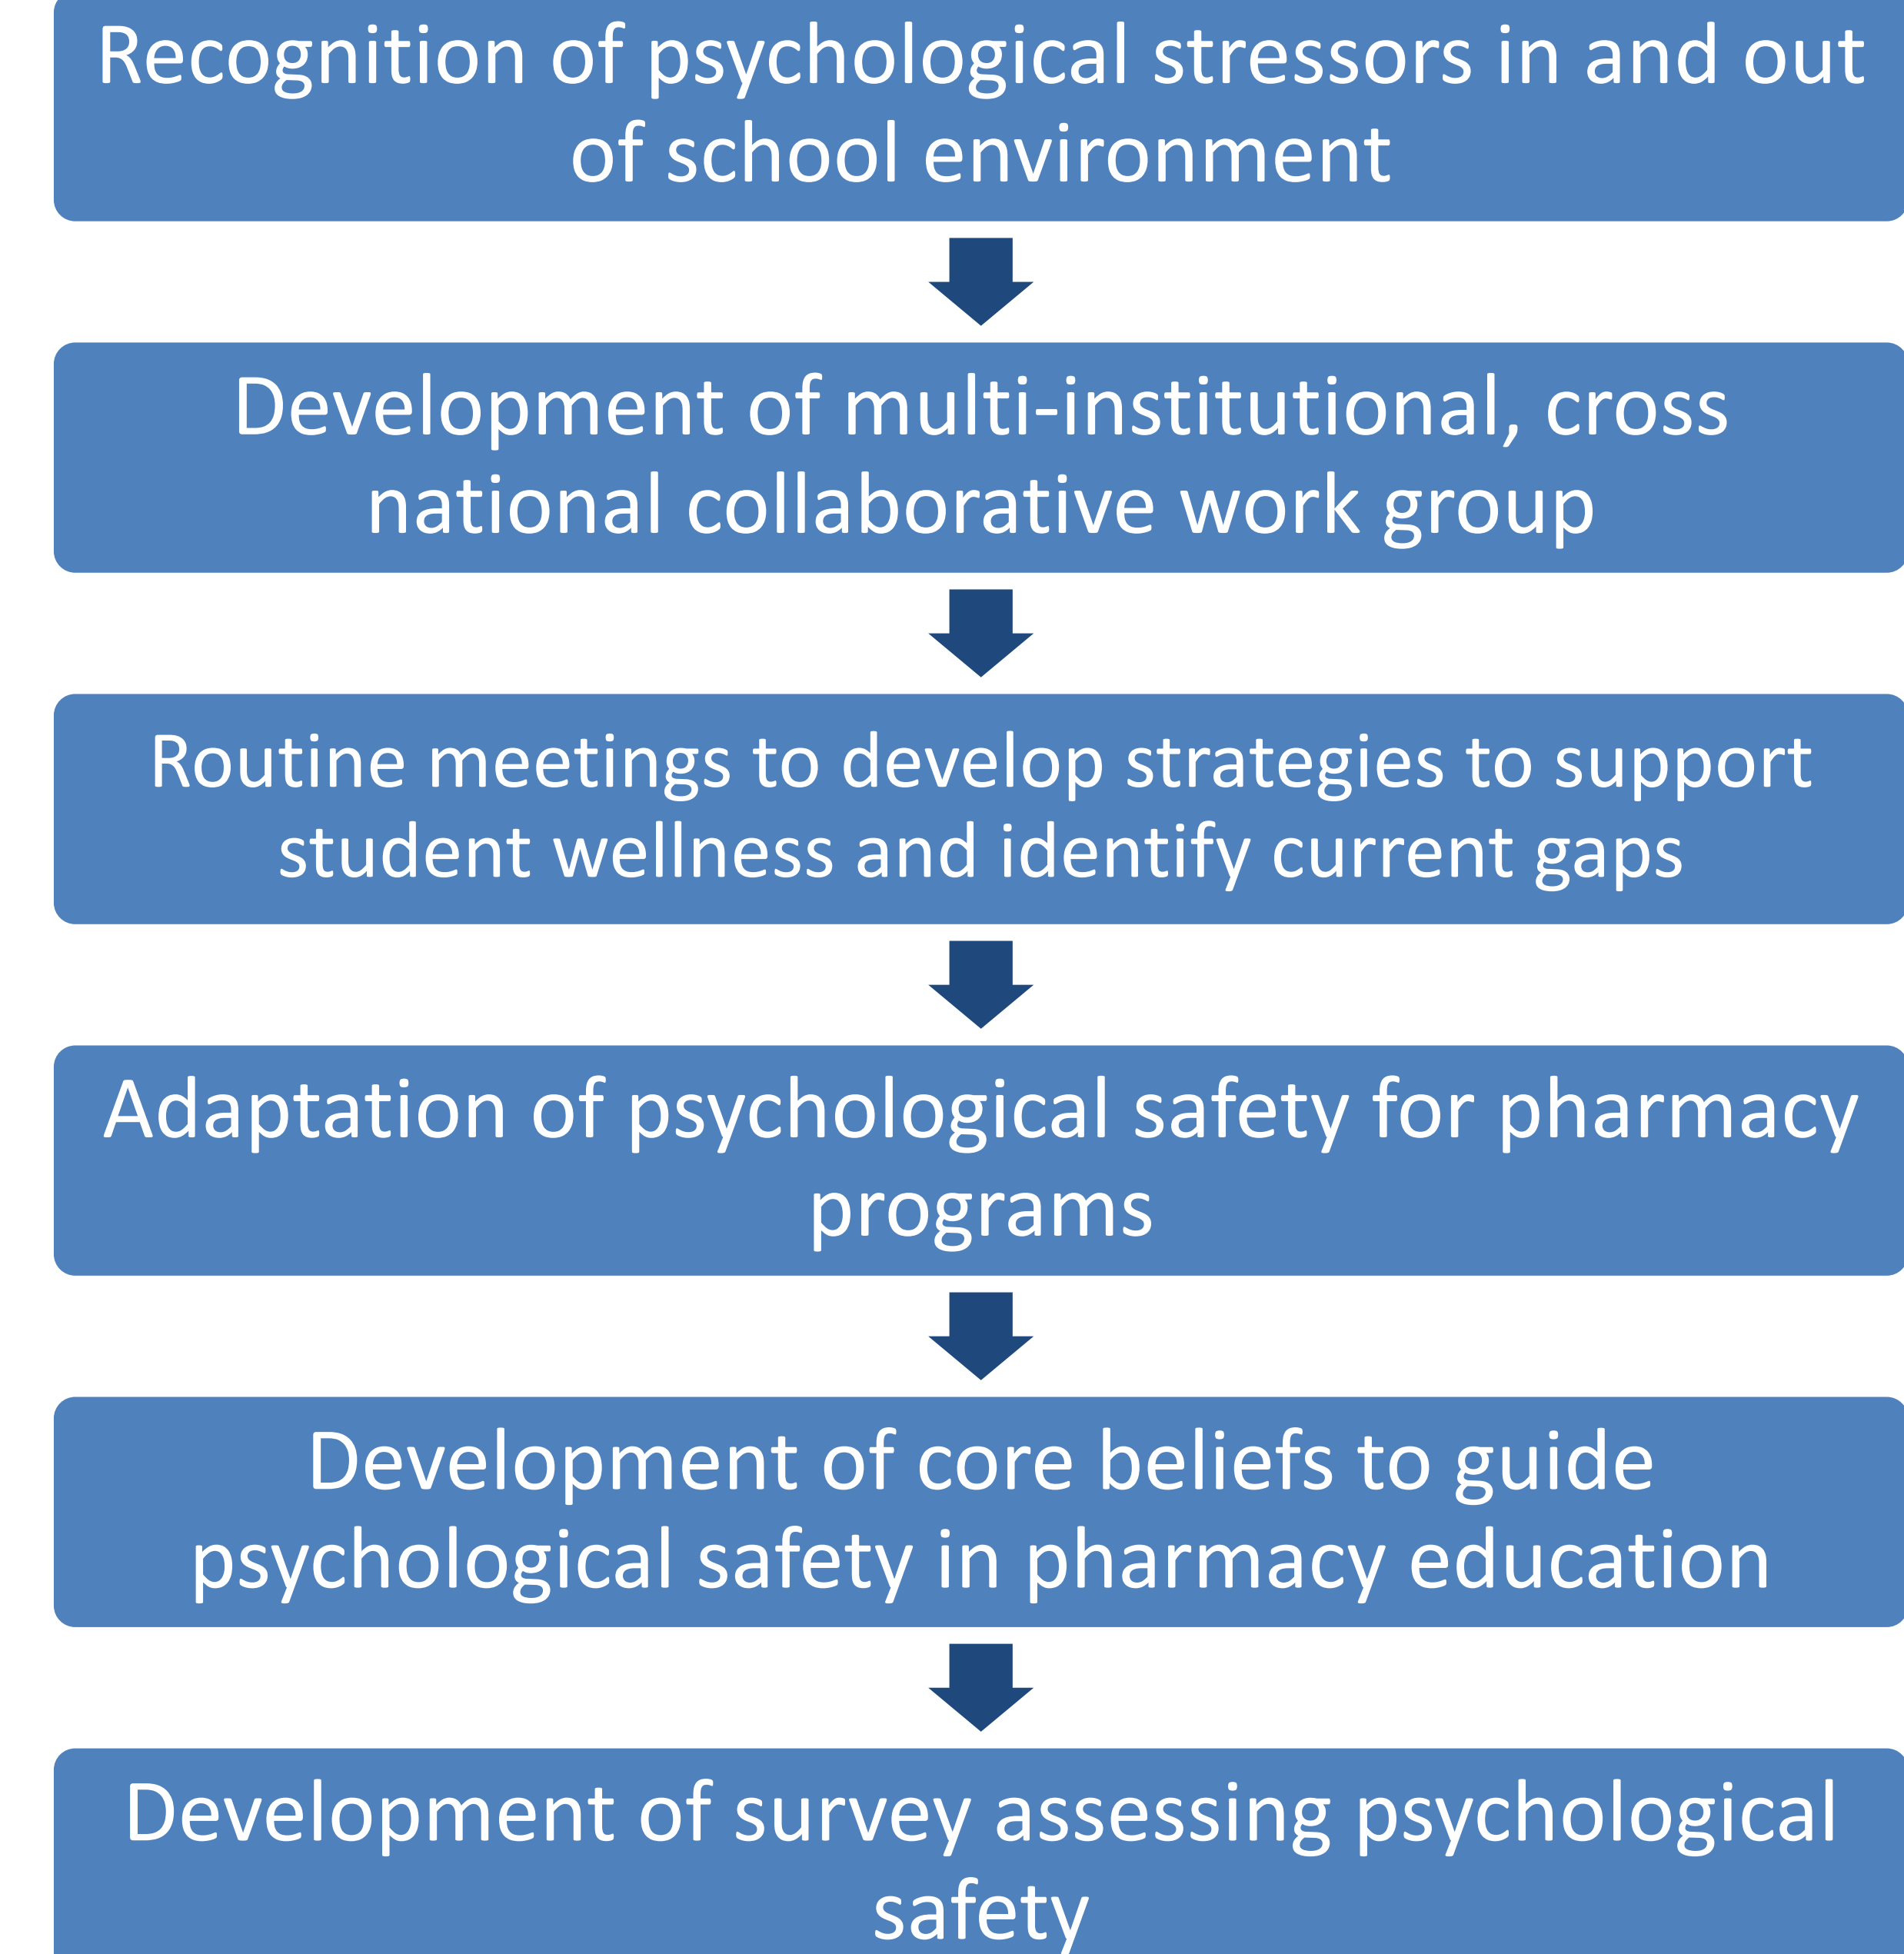 Recognition of psychological stressors in and out
of school environment
Development of multi-institutional, cross
national collaborative work group
Routine meetings to develop strategies to support
student wellness and identify current gaps
Adaptation of psychological safety for pharmacy
programs
Development of core beliefs to guide
psychological safety in pharmacy education
Development of survey assessing psychological
safety